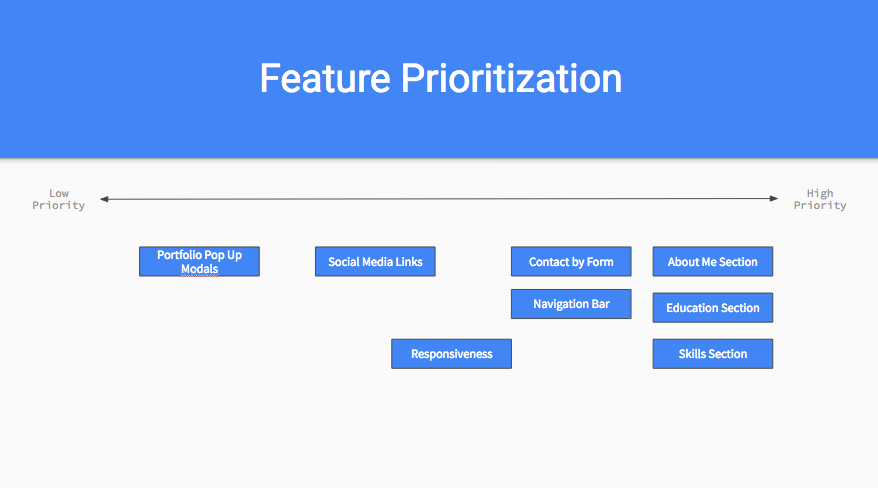 Feature Prioritization
Low
Priority
High
Priority
Portfolio Pop Up
Modals
Social Media Links
Contact by Form
About Me Section
Navigation Bar
Education Section
Responsiveness
Skills Section